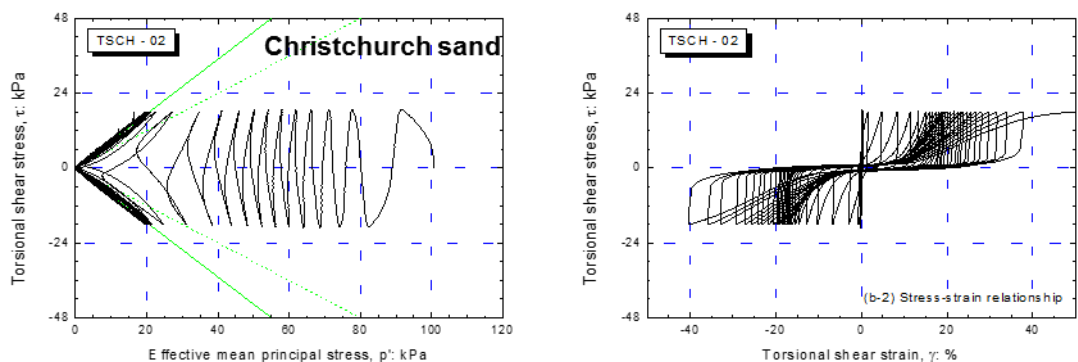 48
TSCH - 02
Christchurch sand
24
0
-24
-48
0 20 40 60 80 100 120
Torsional shear stress, τ: kPa
Effective mean principal stress, p': kPa
48
TSCH - 02
24
0
-24
-48
(b-2) Stress-strain relationship
-40 -20 0 20 40
Torsional shear stress, τ: kPa
Torsional shear strain, γ: %